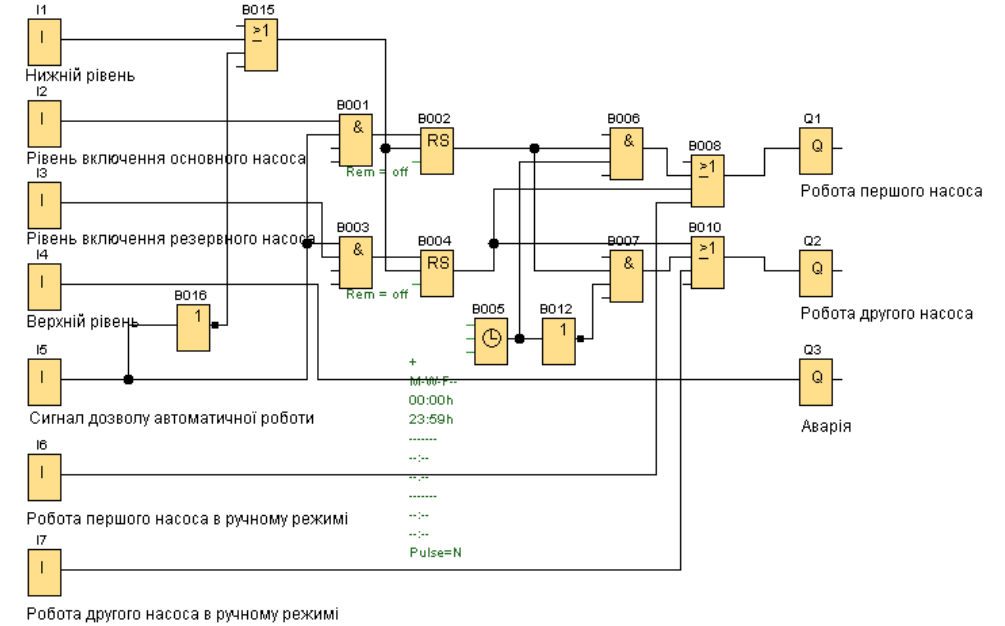 I1
B015
I
>1
Нижній рівень
I2
B001
B002
B006
Q1
I
&
RS
&
Q
B008
>1
Рівень включення основного насоса
Rem = off
I3
Робота першого насоса
I
B003
B004
B007
B010
Q2
Рівень включення резервного насоса
&
RS
&
>1
Q
I4
I
Rem = off
B016
B005
B012
Верхній рівень
1
1
Робота другого насоса
I5
Q3
+
I
M-W-F--
Q
00:00h
Сигнал дозволу автоматичної роботи
23:59h
Аварія
-------
--:--
I6
--:--
I
-------
--:--
Робота першого насоса в ручному режимі
--:--
I7
Pulse=N
I
Робота другого насоса в ручному режимі